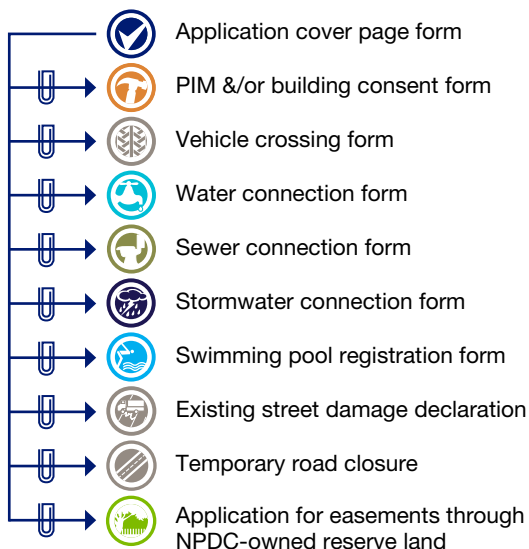 Application cover page form
PIM &/or building consent form
Vehicle crossing form
Water connection form
Sewer connection form
Stormwater connection form
Swimming pool registration form
Existing street damage declaration
Temporary road closure
Application for easements through
NPDC-owned reserve land